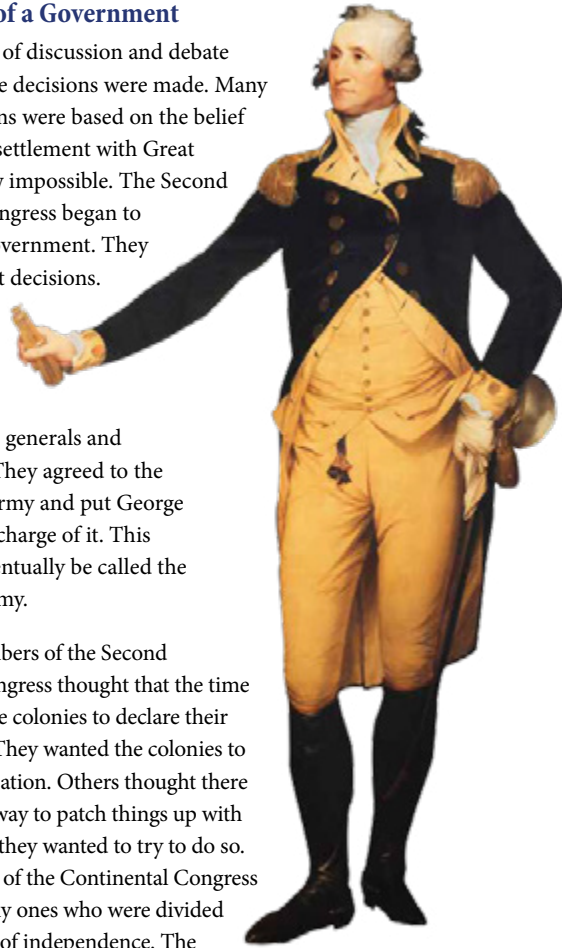 of a Government
of discussion and debate
e decisions were made. Many
ns were based on the belief
settlement with Great
y impossible. The Second
ngress began to
vernment. They
t decisions.
generals and
They agreed to the
rmy and put George
charge of it. This
entually be called the
my.
bers of the Second
ngress thought that the time
e colonies to declare their
They wanted the colonies to
ation. Others thought there
way to patch things up with
they wanted to try to do so.
of the Continental Congress
y ones who were divided
of independence. The